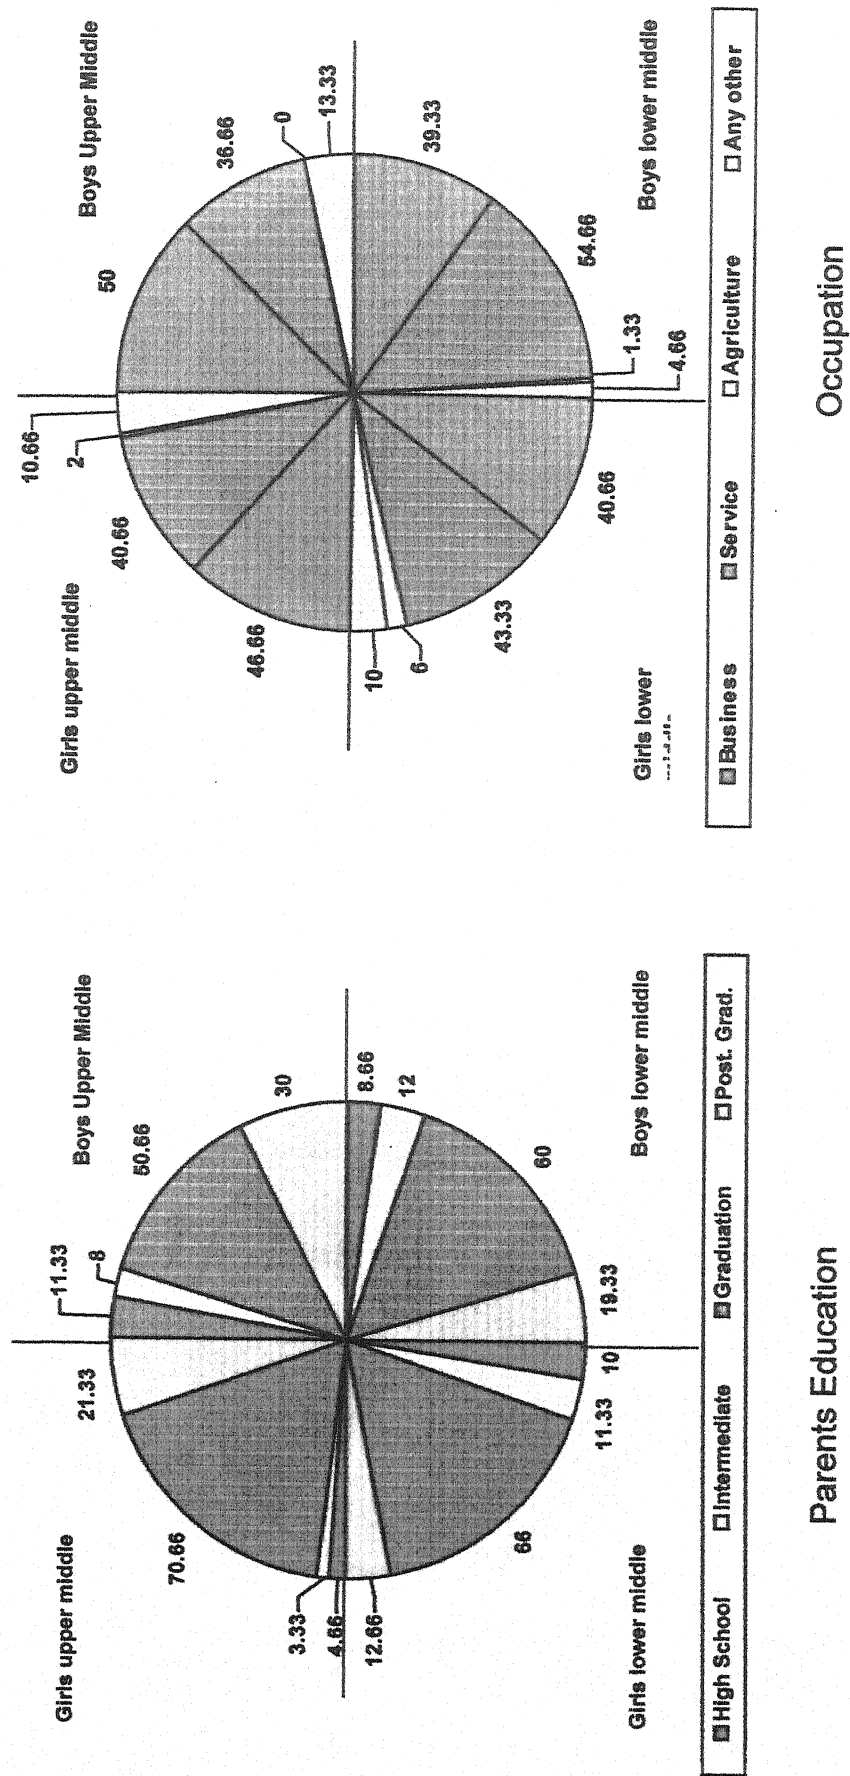 Girls upper middle
Boys Upper Middle
21.33
11.33
8
50.66
30
70.66
3.33
4.66
12.66
8.66
12
60
19.33
10
11.33
66
Girls lower middle
Boys lower middle
High School Intermediate Graduation Post. Grad.
Parents Education
Girls upper middle
Boys Upper Middle
10.66
2
50
40.66
36.66
0
13.33
46.66
10
6
39.33
43.33
40.66
54.66
1.33
4.66
Girls lower
Boys lower middle
Business Service Agriculture Any other
Occupation